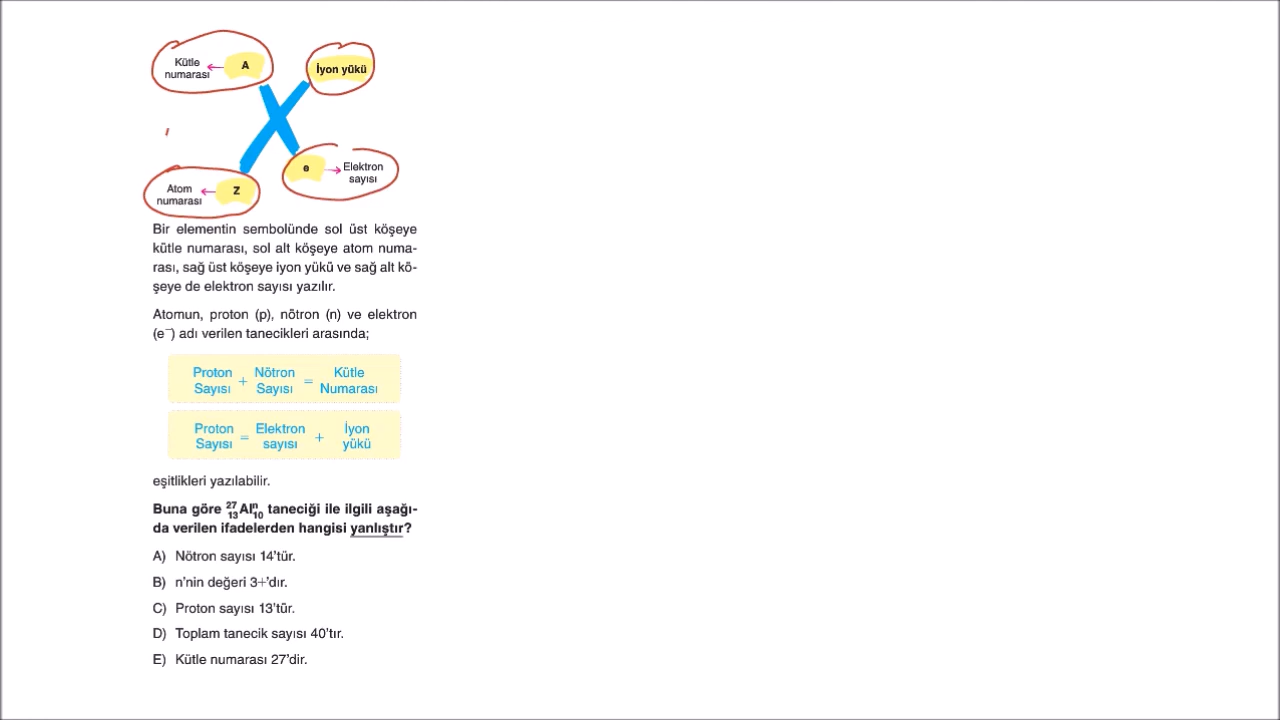 Kütle
numarası
A
İyon yükü
Atom
numarası
Z
e
Elektron
sayısı
Bir elementin sembolünde sol üst köşeye
kütle numarası, sol alt köşeye atom numa-
rası, sağ üst köşeye iyon yükü ve sağ alt kö-
şeye de elektron sayısı yazılır.
Atomun, proton (p), nötron (n) ve elektron
(e⁻) adı verilen tanecikleri arasında;
Proton Sayısı + Nötron Sayısı = Kütle Numarası
Proton Sayısı = Elektron sayısı + İyon yükü
eşitlikleri yazılabilir.
Buna göre ²⁷₁₃Alⁿ₁₀ taneciği ile ilgili aşağı-
da verilen ifadelerden hangisi yanlıştır?
A) Nötron sayısı 14'tür.
B) n'nin değeri 3+'dır.
C) Proton sayısı 13'tür.
D) Toplam tanecik sayısı 40'tır.
E) Kütle numarası 27'dir.